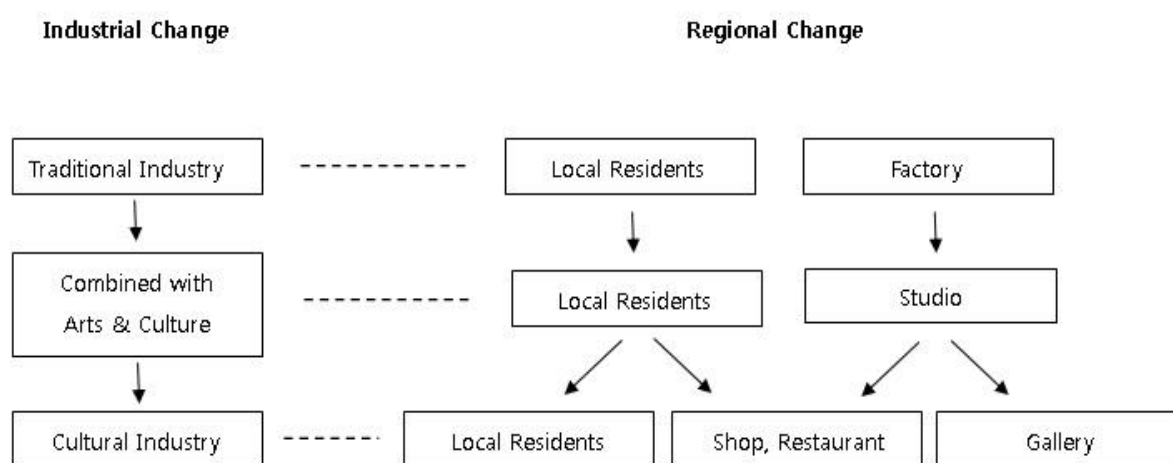 Industrial Change
Regional Change
Traditional Industry
Local Residents
Factory
Combined with
Arts & Culture
Local Residents
Studio
Cultural Industry
Local Residents
Shop, Restaurant
Gallery